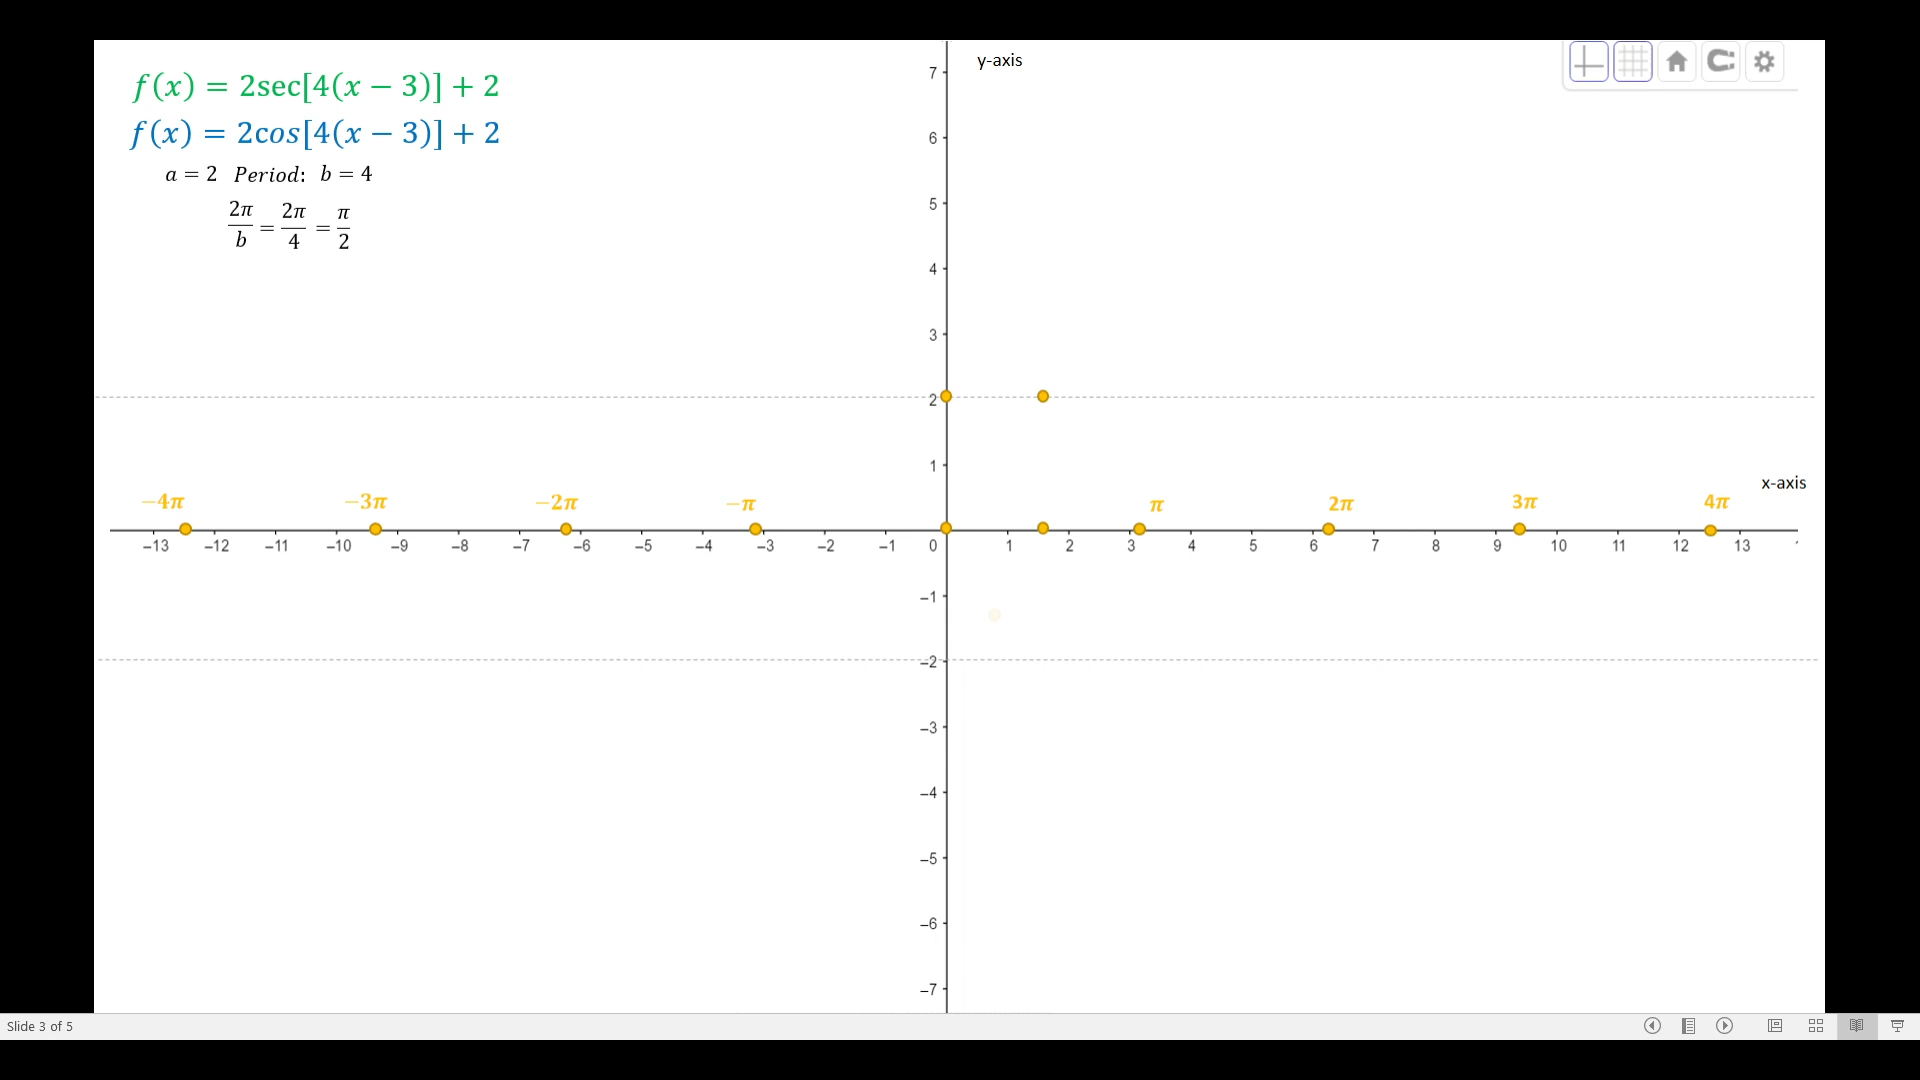 f(x) = 2sec[4(x − 3)] + 2
f(x) = 2cos[4(x − 3)] + 2
a = 2 Period: b = 4
2π/b = 2π/4 = π/2
y-axis
7
6
5
4
3
2
1
x-axis
−4π −3π −2π −π π 2π 3π 4π
−13 −12 −11 −10 −9 −8 −7 −6 −5 −4 −3 −2 −1 0 1 2 3 4 5 6 7 8 9 10 11 12 13
−1
−2
−3
−4
−5
−6
−7
Slide 3 of 5